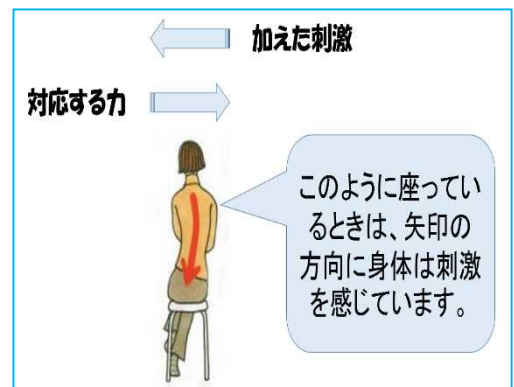 加えた刺激
対応する力
このように座ってい
るときは、矢印の
方向に身体は刺激
を感じています。